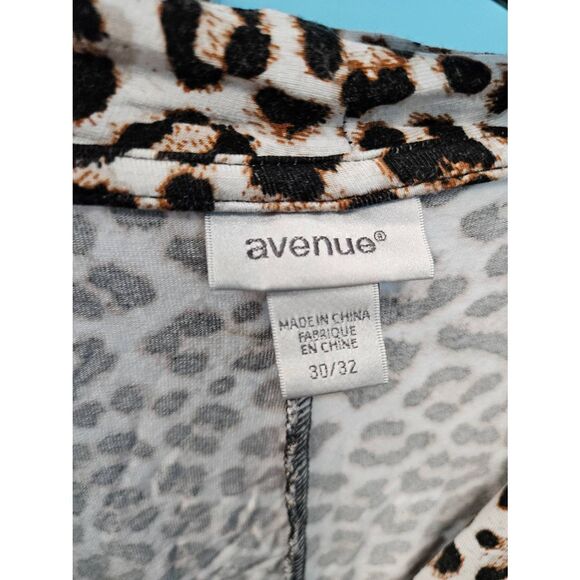 avenue®
MADE IN CHINA
FABRIQUE
EN CHINE
30/32